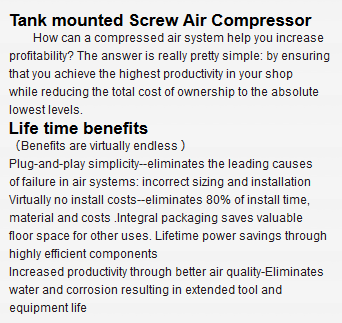 Tank mounted Screw Air Compressor
How can a compressed air system help you increase
profitability? The answer is really pretty simple: by ensuring
that you achieve the highest productivity in your shop
while reducing the total cost of ownership to the absolute
lowest levels.
Life time benefits
（Benefits are virtually endless ）
Plug-and-play simplicity--eliminates the leading causes
of failure in air systems: incorrect sizing and installation
Virtually no install costs--eliminates 80% of install time,
material and costs .Integral packaging saves valuable
floor space for other uses. Lifetime power savings through
highly efficient components
Increased productivity through better air quality-Eliminates
water and corrosion resulting in extended tool and
equipment life